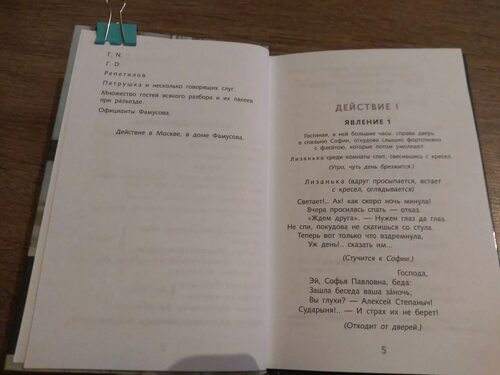 Г. N.
Г. D.
Репетилов.
Петрушка и несколько говорящих слуг.
Множество гостей всякого разбора и их лакеев
при разъезде.
Официанты Фамусова.
Действие в Москве, в доме Фамусова.
ДЕЙСТВИЕ I
ЯВЛЕНИЕ 1
Гостиная, в ней большие часы, справа дверь
в спальню Софии, откудова слышно фортопияно
с флейтою, которые потом умолкают.
Лизанька среди комнаты спит, свесившись с кресел.
(Утро, чуть день брезжится.)
Лизанька (вдруг просыпается, встает
с кресел, оглядывается)
Светает!.. Ах! как скоро ночь минула!
Вчера просилась спать — отказ.
«Ждем друга». — Нужен глаз да глаз.
Не спи, покудова не скатишься со стула.
Теперь вот только что вздремнула,
Уж день!.. сказать им...
(Стучится к Софии.)
Господа,
Эй, Софья Павловна, беда:
Зашла беседа ваша за́ ночь;
Вы глухи? — Алексей Степаныч!
Сударыня!.. — И страх их не берет!
(Отходит от дверей.)
5